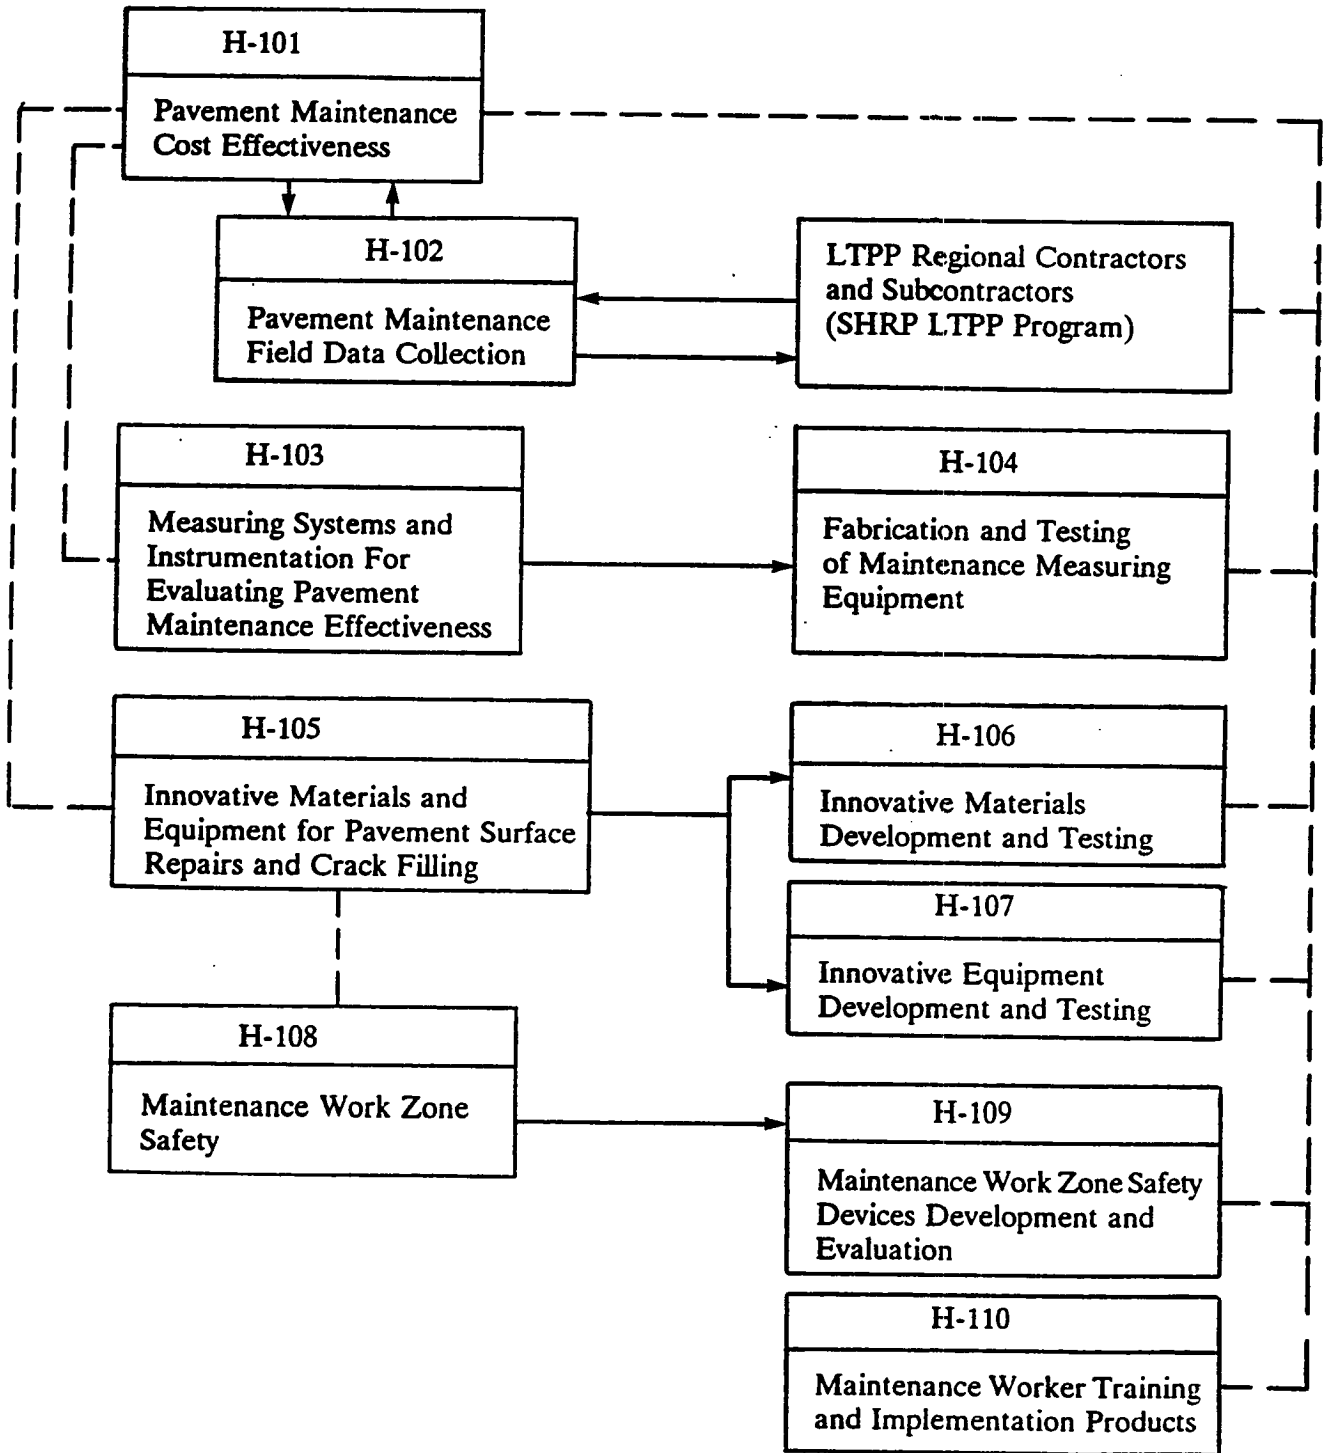 H-101
Pavement Maintenance
Cost Effectiveness
H-102
Pavement Maintenance
Field Data Collection
LTPP Regional Contractors
and Subcontractors
(SHRP LTPP Program)
H-103
Measuring Systems and
Instrumentation For
Evaluating Pavement
Maintenance Effectiveness
H-104
Fabrication and Testing
of Maintenance Measuring
Equipment
H-105
Innovative Materials and
Equipment for Pavement Surface
Repairs and Crack Filling
H-106
Innovative Materials
Development and Testing
H-107
Innovative Equipment
Development and Testing
H-108
Maintenance Work Zone
Safety
H-109
Maintenance Work Zone Safety
Devices Development and
Evaluation
H-110
Maintenance Worker Training
and Implementation Products